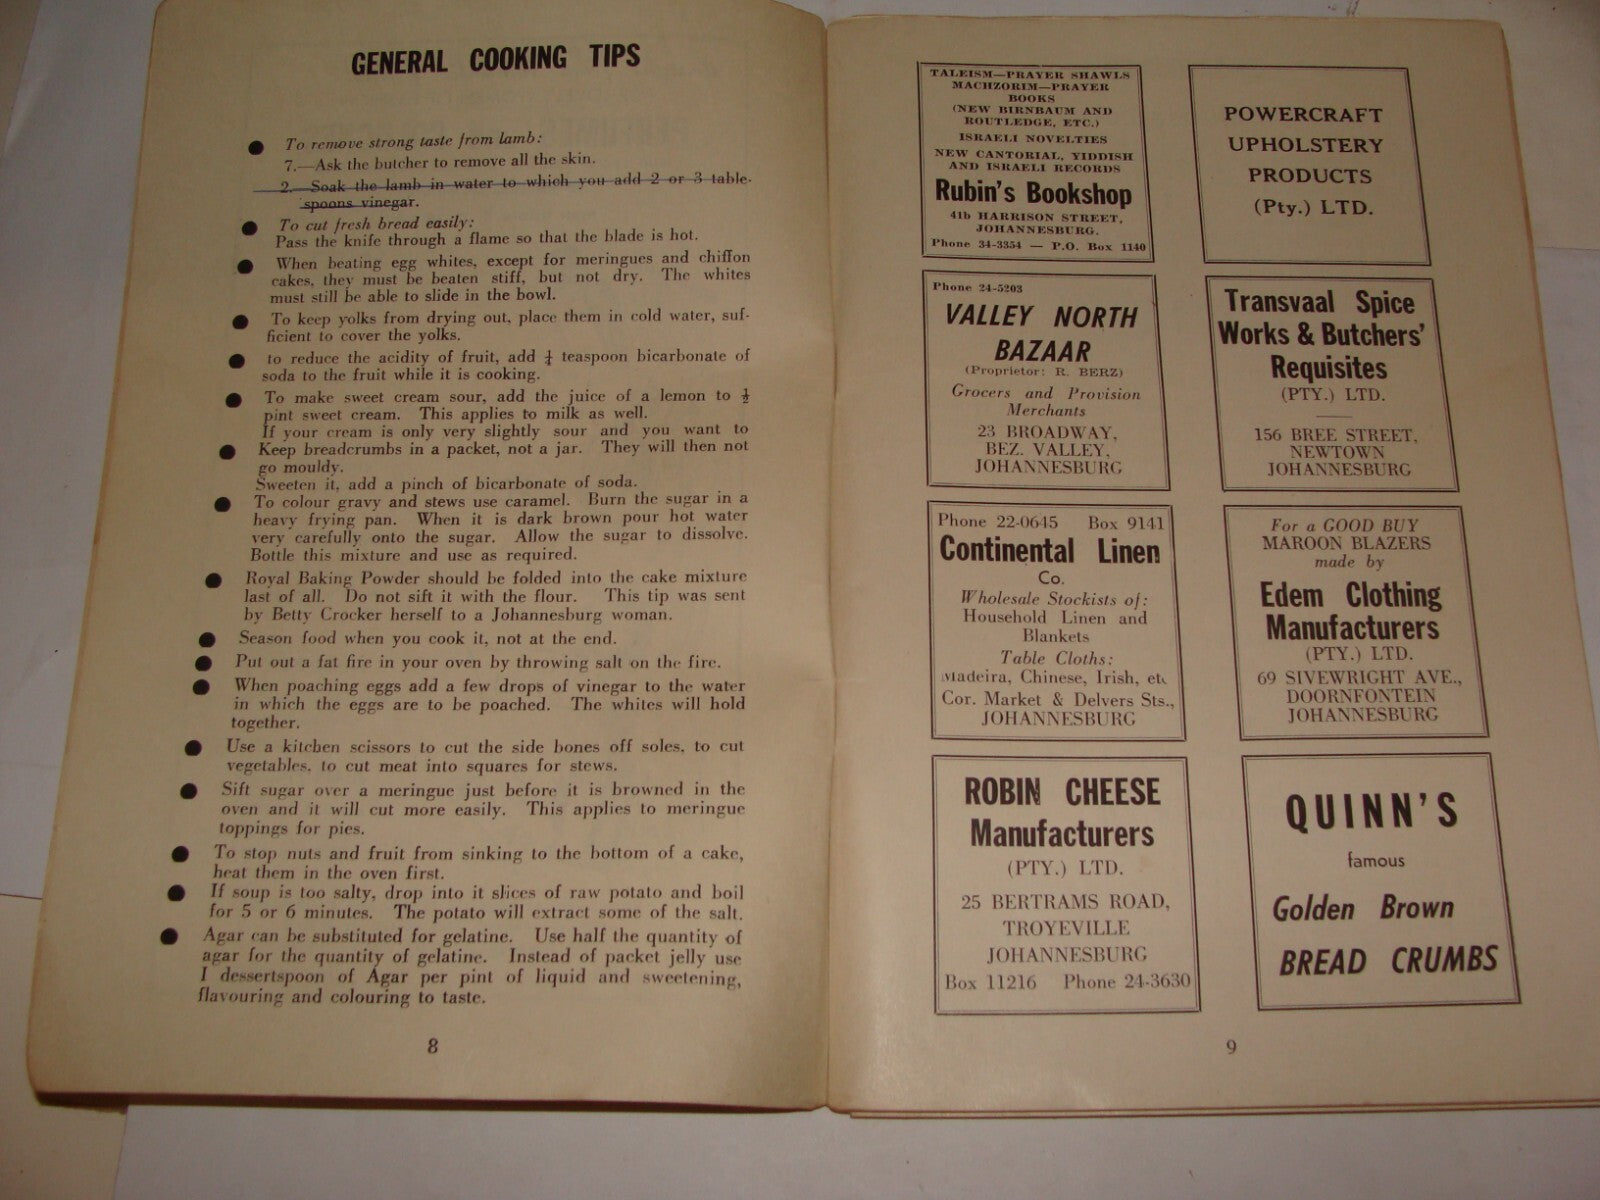 GENERAL COOKING TIPS
To remove strong taste from lamb:
7.—Ask the butcher to remove all the skin.
2.—Soak the lamb in water to which you add 2 or 3 table-
spoons vinegar.
To cut fresh bread easily:
Pass the knife through a flame so that the blade is hot.
When beating egg whites, except for meringues and chiffon
cakes, they must be beaten stiff, but not dry. The whites
must still be able to slide in the bowl.
To keep yolks from drying out, place them in cold water, suf-
ficient to cover the yolks.
to reduce the acidity of fruit, add ¼ teaspoon bicarbonate of
soda to the fruit while it is cooking.
To make sweet cream sour, add the juice of a lemon to ½
pint sweet cream. This applies to milk as well.
If your cream is only very slightly sour and you want to
Keep breadcrumbs in a packet, not a jar. They will then not
go mouldy.
Sweeten it, add a pinch of bicarbonate of soda.
To colour gravy and stews use caramel. Burn the sugar in a
heavy frying pan. When it is dark brown pour hot water
very carefully onto the sugar. Allow the sugar to dissolve.
Bottle this mixture and use as required.
Royal Baking Powder should be folded into the cake mixture
last of all. Do not sift it with the flour. This tip was sent
by Betty Crocker herself to a Johannesburg woman.
Season food when you cook it, not at the end.
Put out a fat fire in your oven by throwing salt on the fire.
When poaching eggs add a few drops of vinegar to the water
in which the eggs are to be poached. The whites will hold
together.
Use a kitchen scissors to cut the side bones off soles, to cut
vegetables, to cut meat into squares for stews.
Sift sugar over a meringue just before it is browned in the
oven and it will cut more easily. This applies to meringue
toppings for pies.
To stop nuts and fruit from sinking to the bottom of a cake,
heat them in the oven first.
If soup is too salty, drop into it slices of raw potato and boil
for 5 or 6 minutes. The potato will extract some of the salt.
Agar can be substituted for gelatine. Use half the quantity of
agar for the quantity of gelatine. Instead of packet jelly use
1 dessertspoon of Agar per pint of liquid and sweetening,
flavouring and colouring to taste.
8
TALEISM—PRAYER SHAWLS
MACHZORIM—PRAYER
BOOKS
(NEW BIRNBAUM AND
ROUTLEDGE, ETC.)
ISRAELI NOVELTIES
NEW CANTORIAL, YIDDISH
AND ISRAELI RECORDS
Rubin's Bookshop
41b HARRISON STREET,
JOHANNESBURG.
Phone 34-3354 — P.O. Box 1140
POWERCRAFT
UPHOLSTERY
PRODUCTS
(Pty.) LTD.
Phone 24-5203
VALLEY NORTH
BAZAAR
(Proprietor: R. BERZ)
Grocers and Provision
Merchants
23 BROADWAY,
BEZ. VALLEY,
JOHANNESBURG
Transvaal Spice
Works & Butchers'
Requisites
(PTY.) LTD.
156 BREE STREET,
NEWTOWN
JOHANNESBURG
Phone 22-0645 Box 9141
Continental Linen
Co.
Wholesale Stockists of:
Household Linen and
Blankets
Table Cloths:
Madeira, Chinese, Irish, etc
Cor. Market & Delvers Sts.,
JOHANNESBURG
For a GOOD BUY
MAROON BLAZERS
made by
Edem Clothing
Manufacturers
(PTY.) LTD.
69 SIVEWRIGHT AVE.,
DOORNFONTEIN
JOHANNESBURG
ROBIN CHEESE
Manufacturers
(PTY.) LTD.
25 BERTRAMS ROAD,
TROYEVILLE
JOHANNESBURG
Box 11216 Phone 24-3630
QUINN'S
famous
Golden Brown
BREAD CRUMBS
9